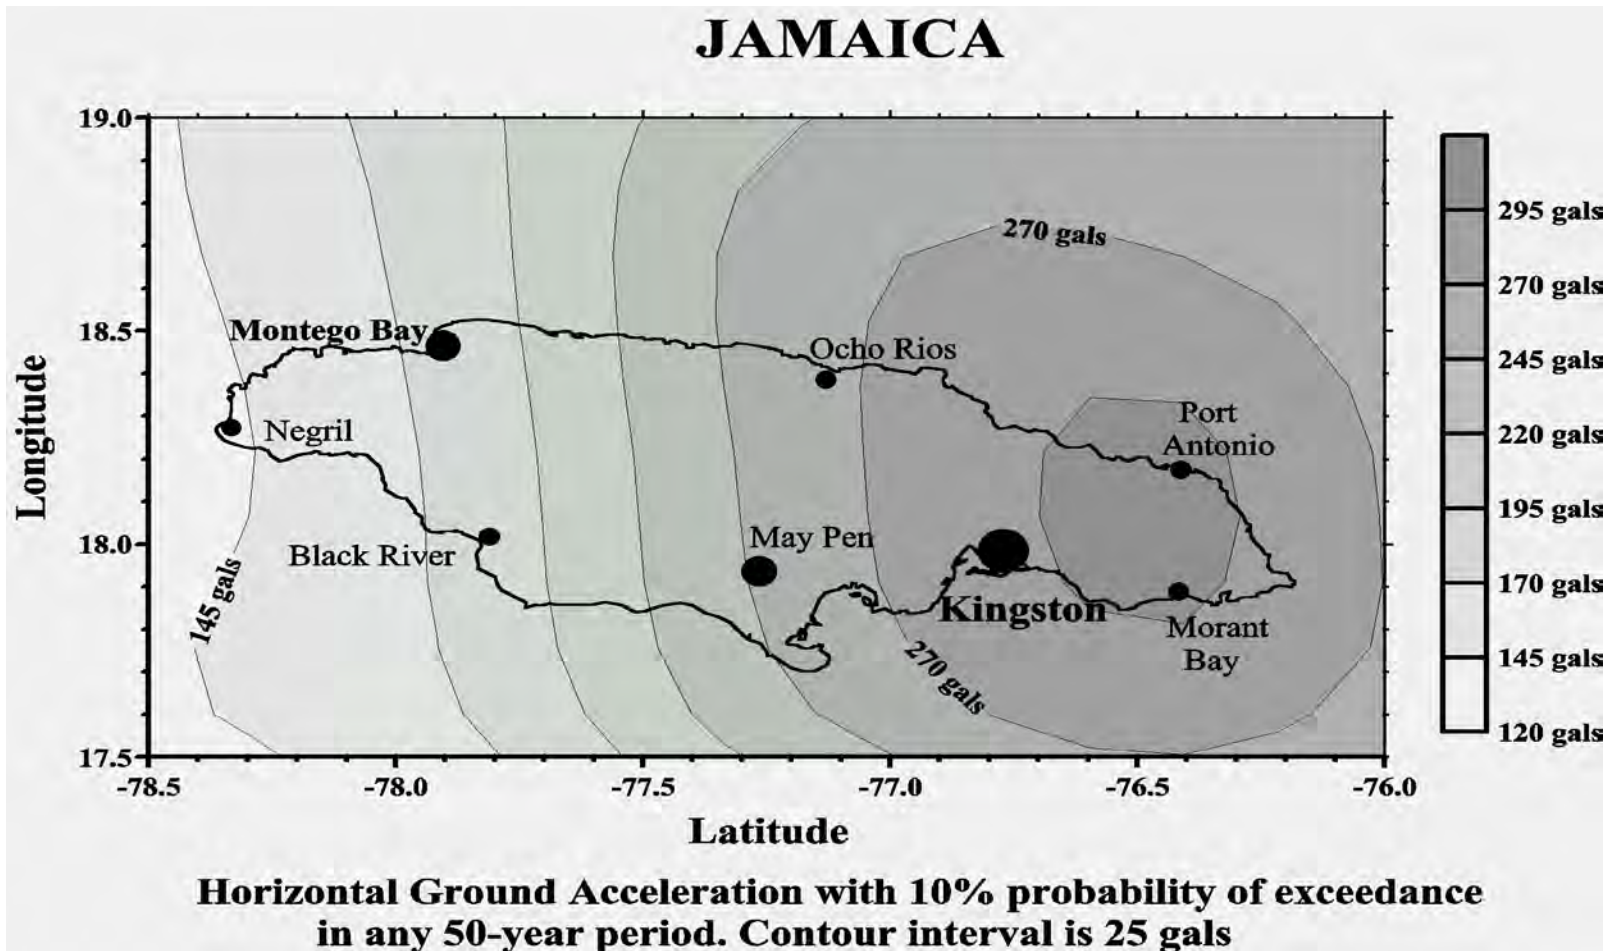 JAMAICA
19.0
18.5
18.0
17.5
-78.5
-78.0
-77.5
-77.0
-76.5
-76.0
Longitude
Latitude
Montego Bay
Negril
Black River
145 gals
Ocho Rios
May Pen
270 gals
Port
Antonio
Kingston
Morant
Bay
270 gals
295 gals
270 gals
245 gals
220 gals
195 gals
170 gals
145 gals
120 gals
Horizontal Ground Acceleration with 10% probability of exceedance
in any 50-year period. Contour interval is 25 gals